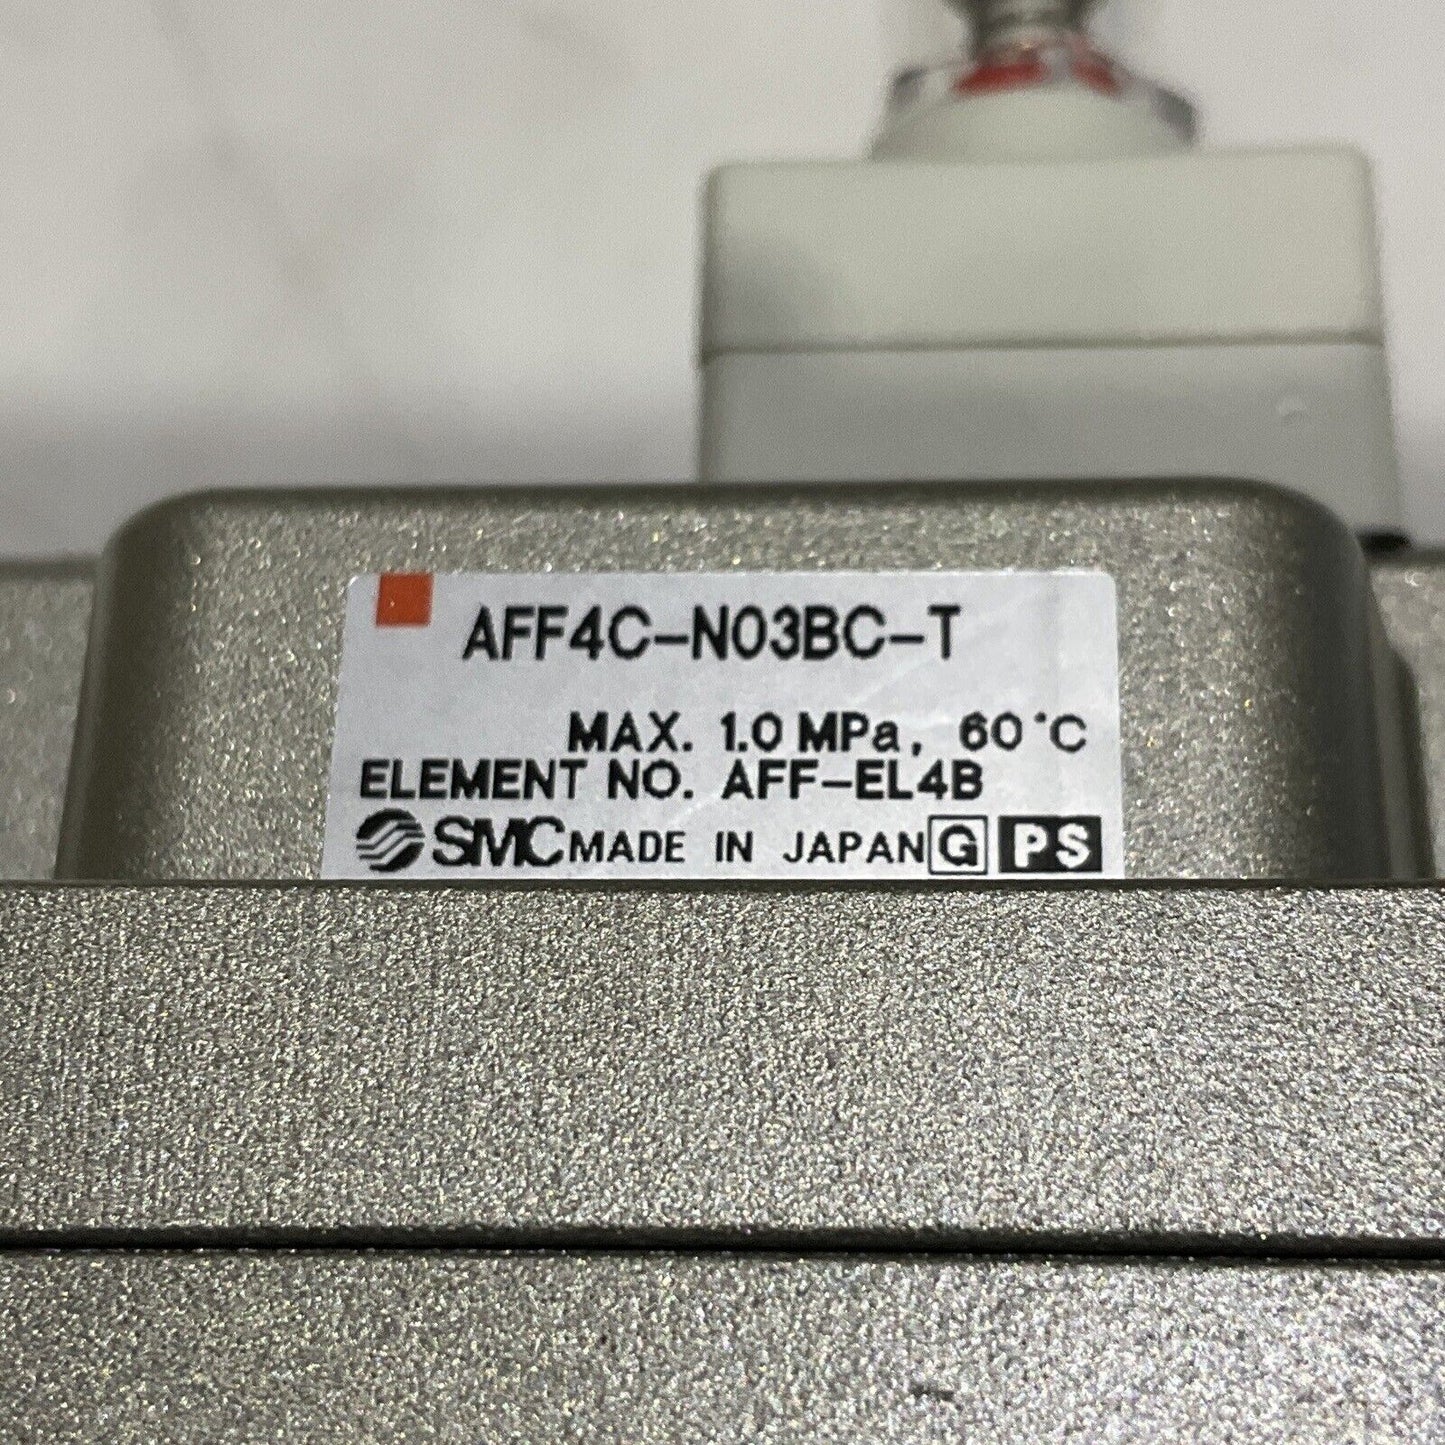 AFF4C-N03BC-T
MAX. 1.0 MPa, 60°C
ELEMENT NO. AFF-EL4B
SMC MADE IN JAPAN G PS